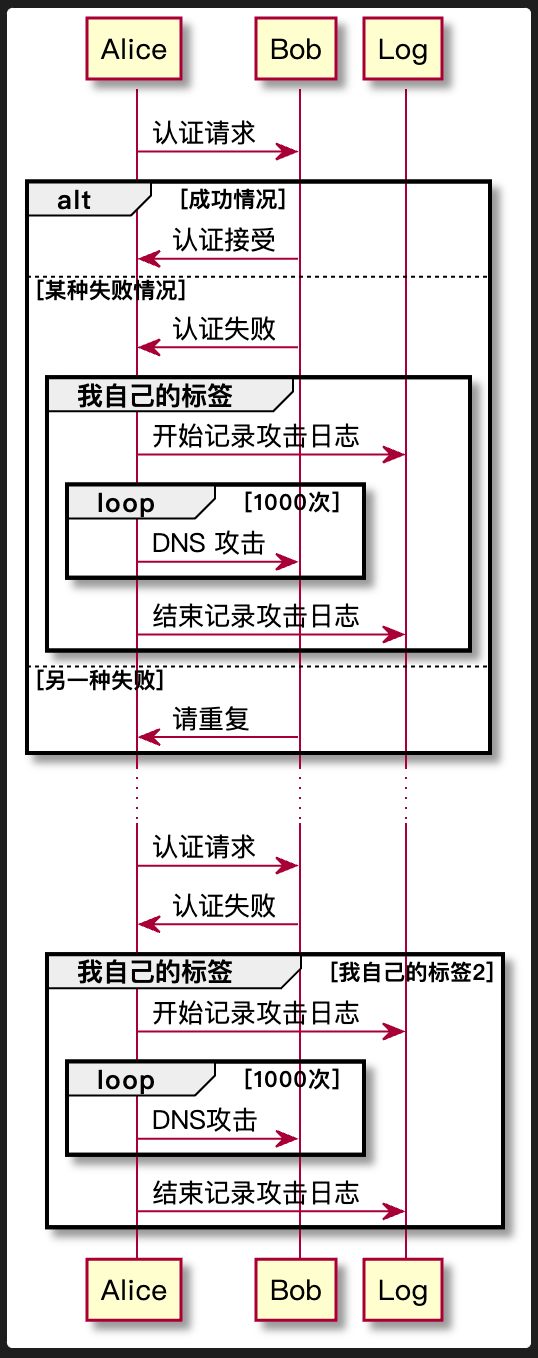 Alice Bob Log
认证请求
alt [成功情况]
认证接受
[某种失败情况]
认证失败
我自己的标签
开始记录攻击日志
loop [1000次]
DNS 攻击
结束记录攻击日志
[另一种失败]
请重复
认证请求
认证失败
我自己的标签 [我自己的标签2]
开始记录攻击日志
loop [1000次]
DNS攻击
结束记录攻击日志
Alice Bob Log